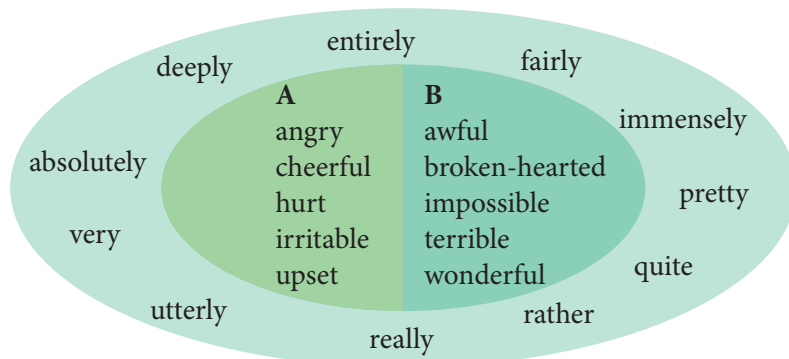 entirely
deeply
fairly
A
angry
cheerful
hurt
irritable
upset
B
awful
broken-hearted
impossible
terrible
wonderful
immensely
absolutely
pretty
very
quite
utterly
rather
really